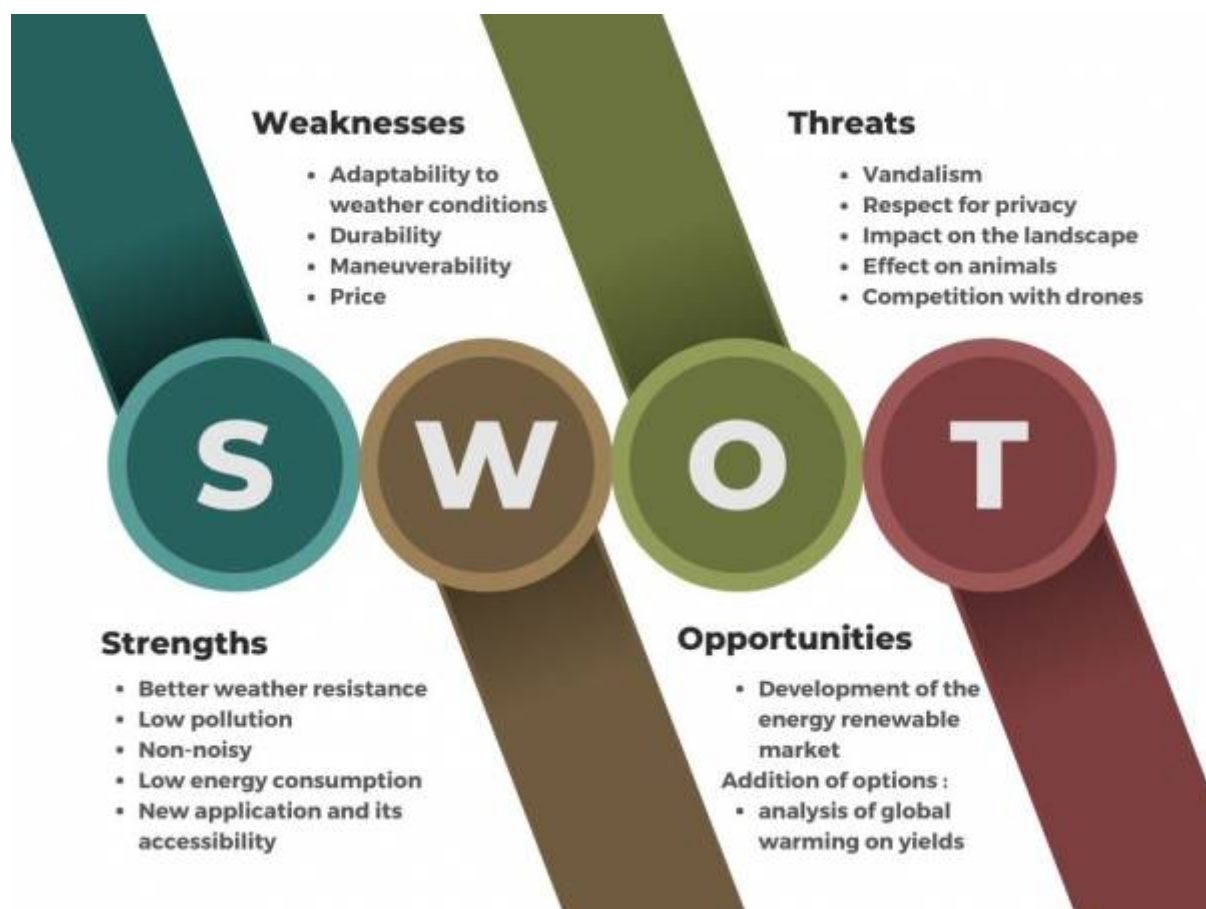 Weaknesses
• Adaptability to
weather conditions
• Durability
• Maneuverability
• Price
Threats
• Vandalism
• Respect for privacy
• Impact on the landscape
• Effect on animals
• Competition with drones
S W O T
Strengths
• Better weather resistance
• Low pollution
• Non-noisy
• Low energy consumption
• New application and its
accessibility
Opportunities
• Development of the
energy renewable
market
Addition of options :
• analysis of global
warming on yields